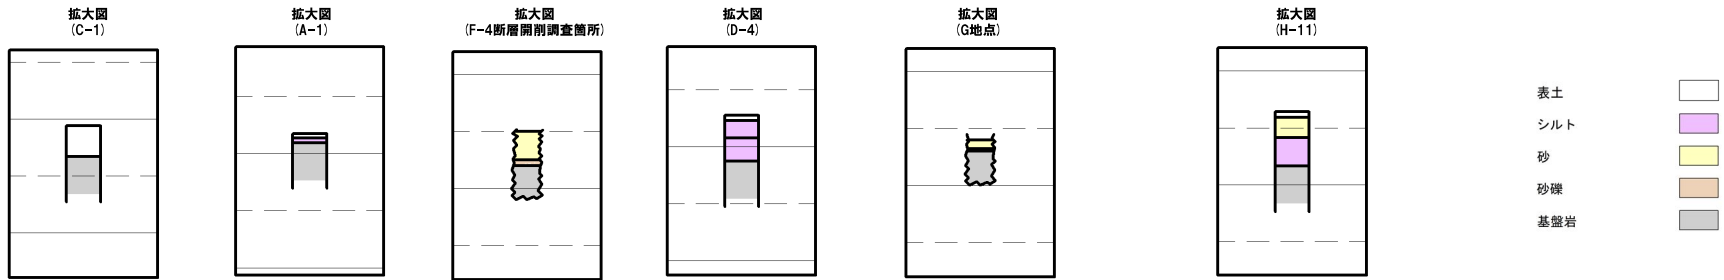 拡大図
(C-1)
拡大図
(A-1)
拡大図
(F-4断層開削調査箇所)
拡大図
(D-4)
拡大図
(G地点)
拡大図
(H-11)
表土
シルト
砂
砂礫
基盤岩